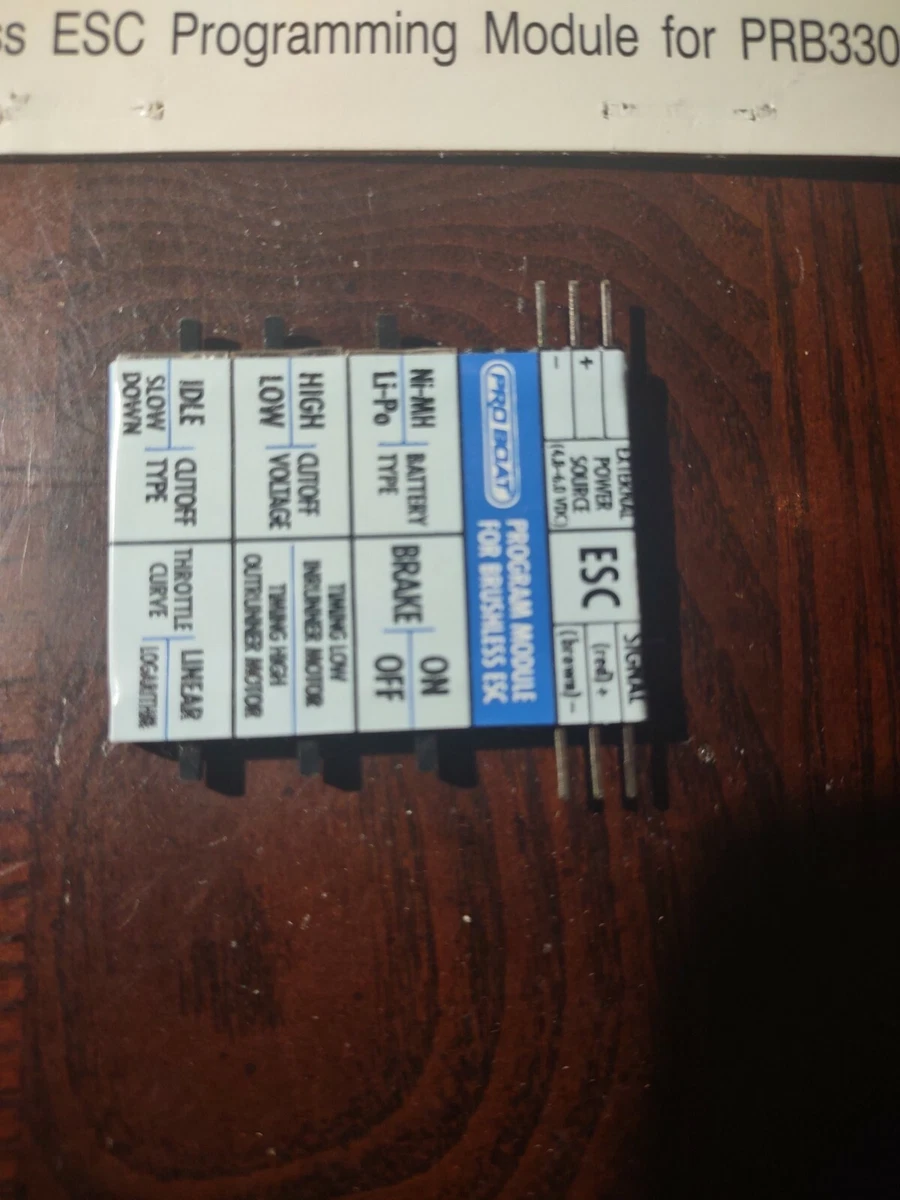 ss ESC Programming Module for PRB330
EXTERNAL
POWER
SOURCE
(4.8-6.0 VDC)
+
−
ESC
SIGNAL
(red) +
(brown) −
PRO BOAT
PROGRAM MODULE
FOR BRUSHLESS ESC
Ni-MH
Li-Po
BATTERY
TYPE
BRAKE
ON
OFF
HIGH
LOW
CUTOFF
VOLTAGE
TIMING LOW
INRUNNER MOTOR
TIMING HIGH
OUTRUNNER MOTOR
IDLE
SLOW
DOWN
CUTOFF
TYPE
THROTTLE
CURVE
LINEAR